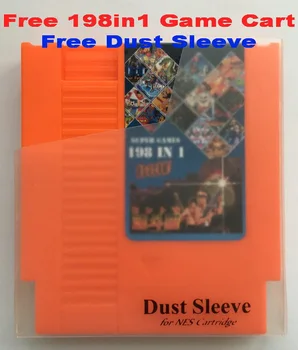 Free 198in1 Game Cart
Free Dust Sleeve
SUPER GAMES
198 IN 1
Dust Sleeve
for NES Cartridge